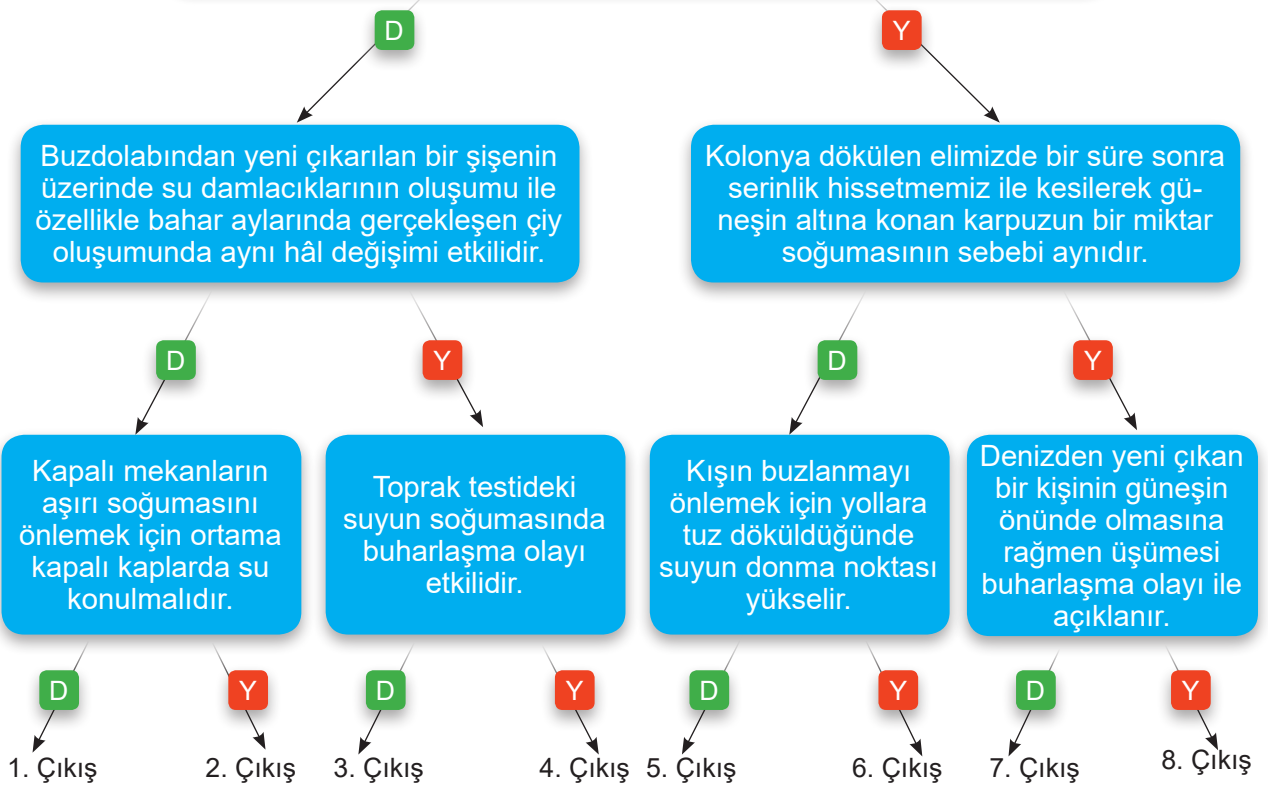 D
Y
Buzdolabından yeni çıkarılan bir şişenin
üzerinde su damlacıklarının oluşumu ile
özellikle bahar aylarında gerçekleşen çiy
oluşumunda aynı hâl değişimi etkilidir.
Kolonya dökülen elimizde bir süre sonra
serinlik hissetmemiz ile kesilerek gü-
neşin altına konan karpuzun bir miktar
soğumasının sebebi aynıdır.
D
Y
D
Y
Kapalı mekanların
aşırı soğumasını
önlemek için ortama
kapalı kaplarda su
konulmalıdır.
Toprak testideki
suyun soğumasında
buharlaşma olayı
etkilidir.
Kışın buzlanmayı
önlemek için yollara
tuz döküldüğünde
suyun donma noktası
yükselir.
Denizden yeni çıkan
bir kişinin güneşin
önünde olmasına
rağmen üşümesi
buharlaşma olayı ile
açıklanır.
D
Y
D
Y
D
Y
D
Y
1. Çıkış
2. Çıkış
3. Çıkış
4. Çıkış
5. Çıkış
6. Çıkış
7. Çıkış
8. Çıkış